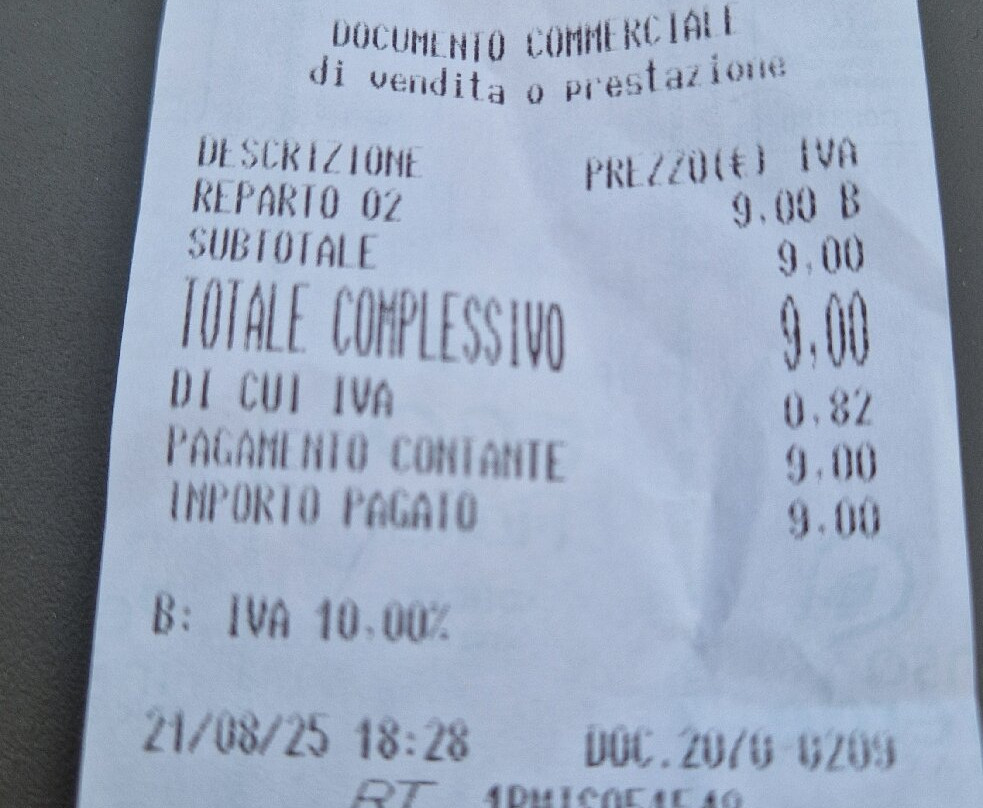 DOCUMENTO COMMERCIALE
di vendita o prestazione
DESCRIZIONE PREZZO(€) IVA
REPARTO 02 9,00 B
SUBTOTALE 9,00
TOTALE COMPLESSIVO 9,00
DI CUI IVA 0,82
PAGAMENTO CONTANTE 9,00
IMPORTO PAGATO 9,00
B: IVA 10,00%
21/08/25 18:28 DOC.
RT